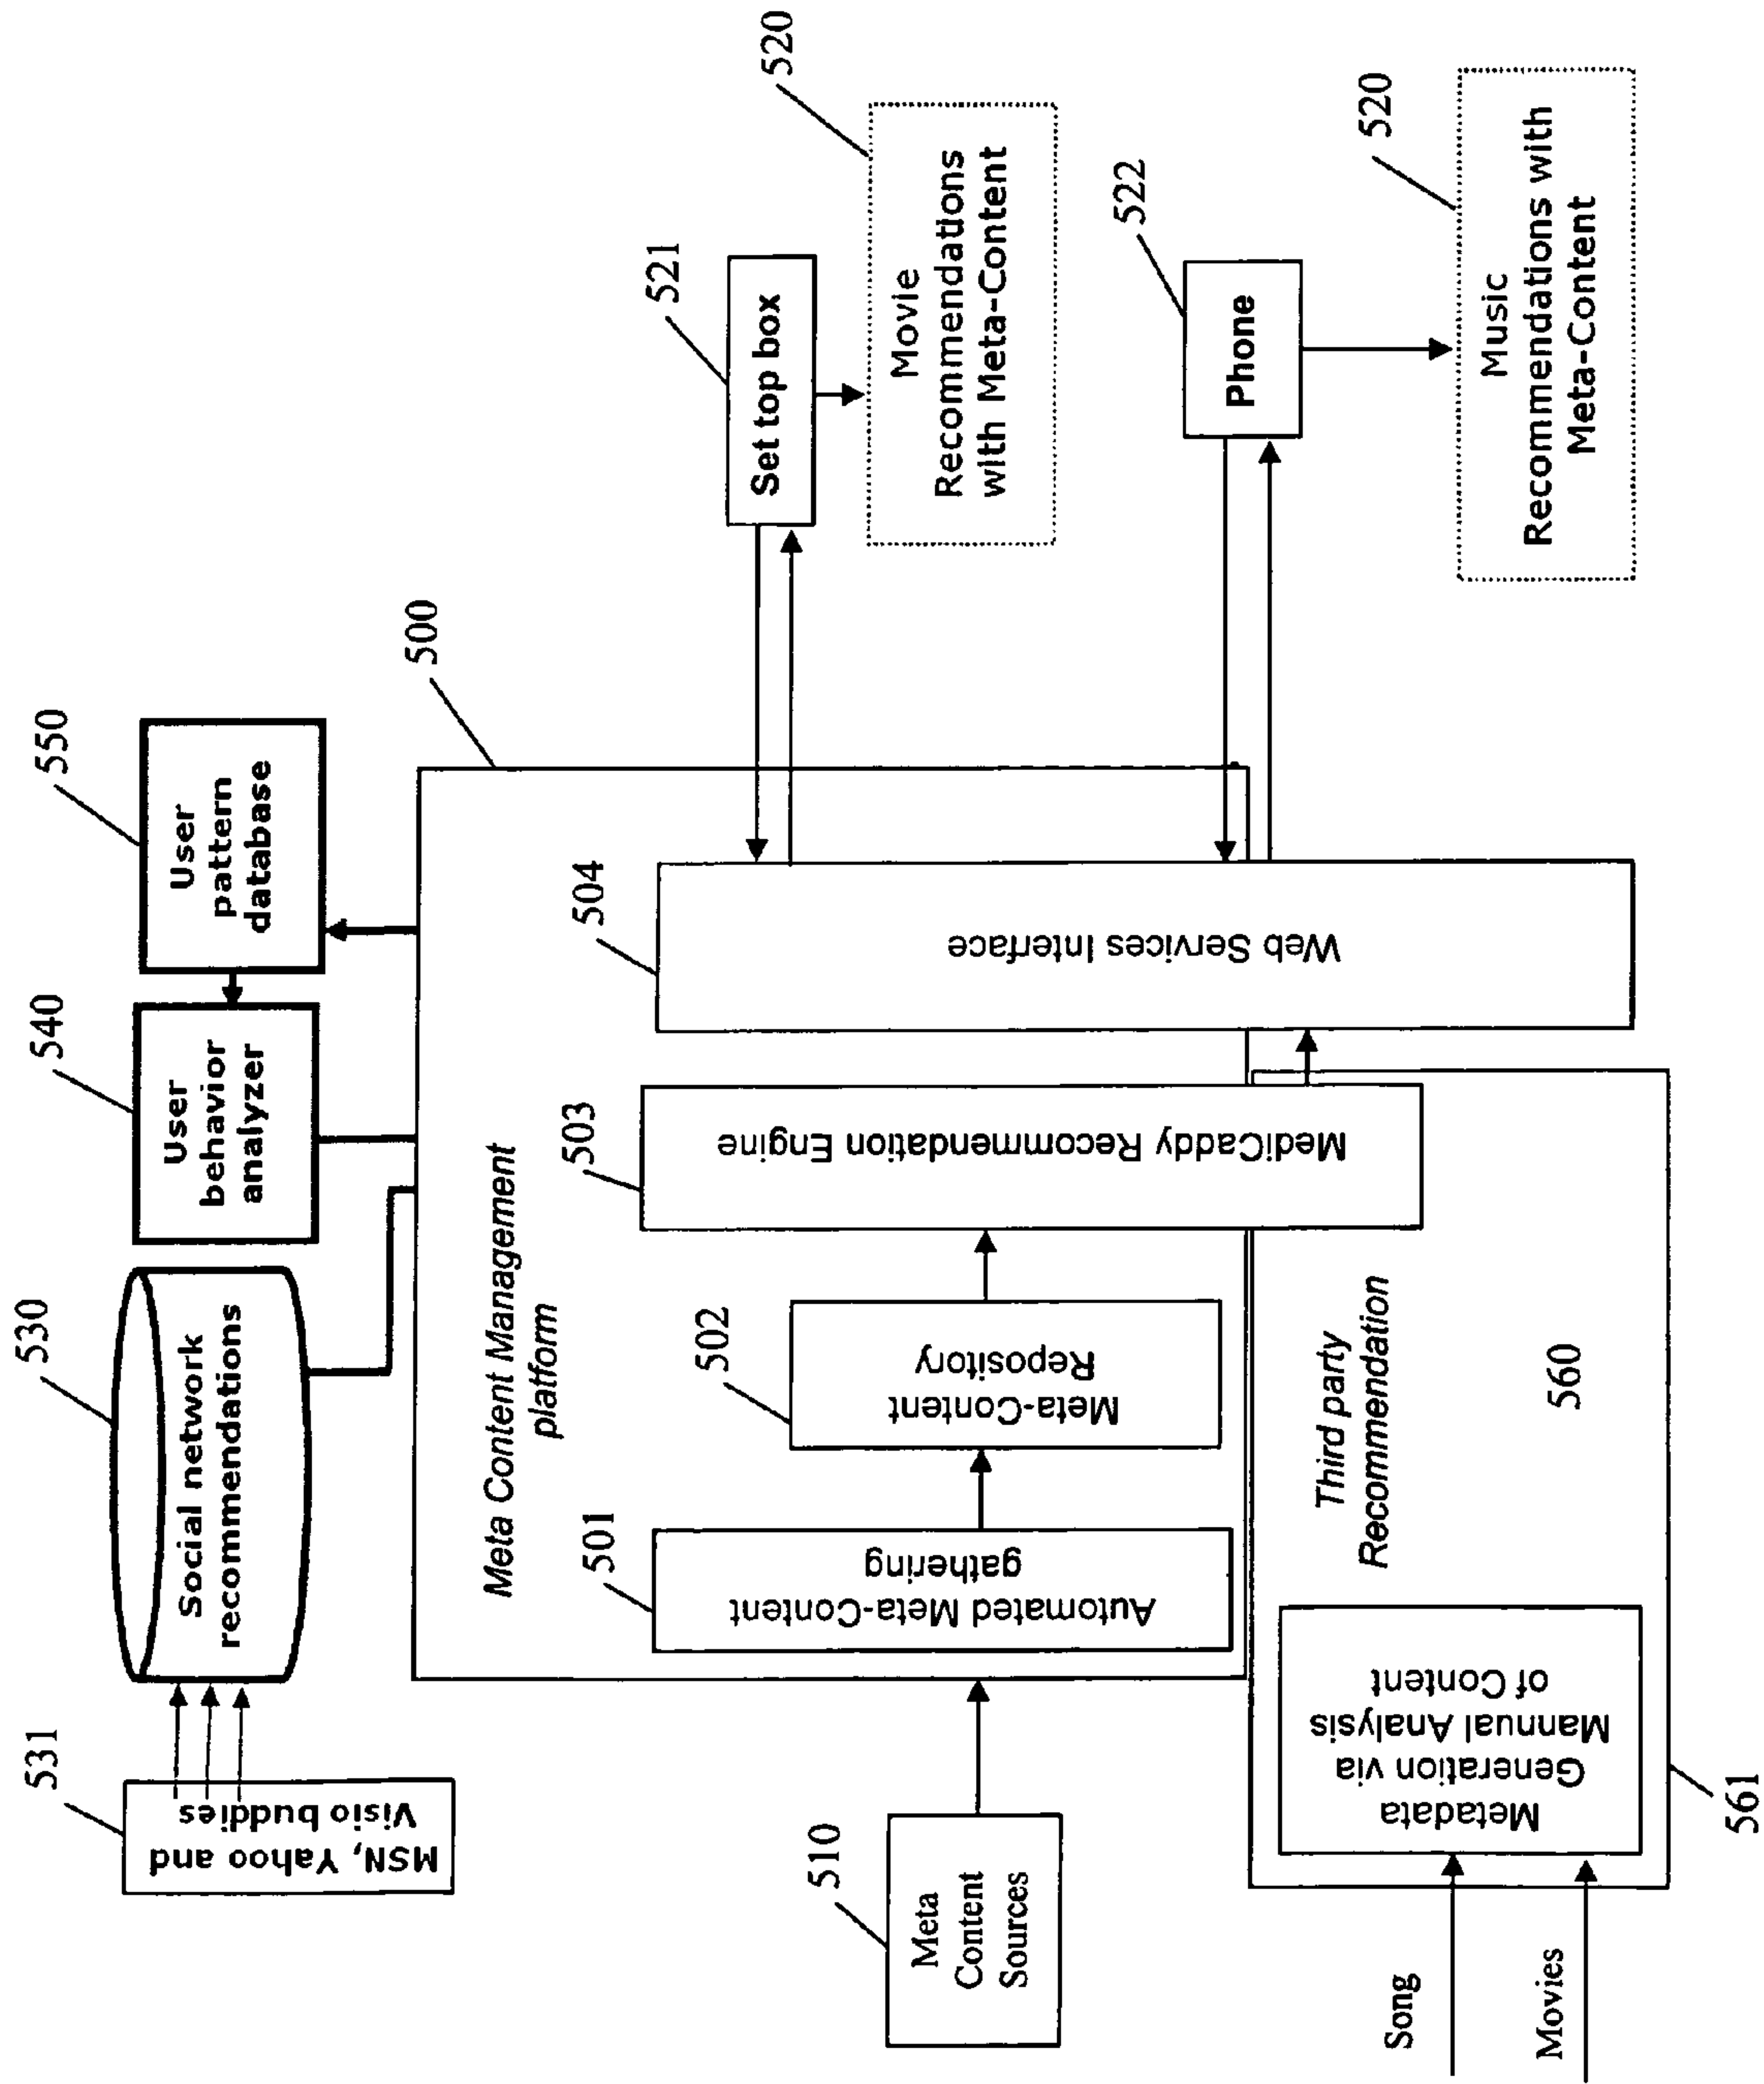 531
MSN, Yahoo and
Visio buddies
530
Social network
recommendations
540
User
behavior
analyzer
550
User
pattern
database
500
Meta Content Management
platform
510
Meta
Content
Sources
501
Automated Meta-Content
gathering
502
Meta-Content
Repository
503
MediCaddy Recommendation Engine
504
Web Services Interface
521
Set top box
520
Movie
Recommendations
with Meta-Content
522
Phone
520
Music
Recommendations with
Meta-Content
Third party
Recommendation
560
Metadata
Generation via
Mannual Analysis
of Content
561
Song
Movies